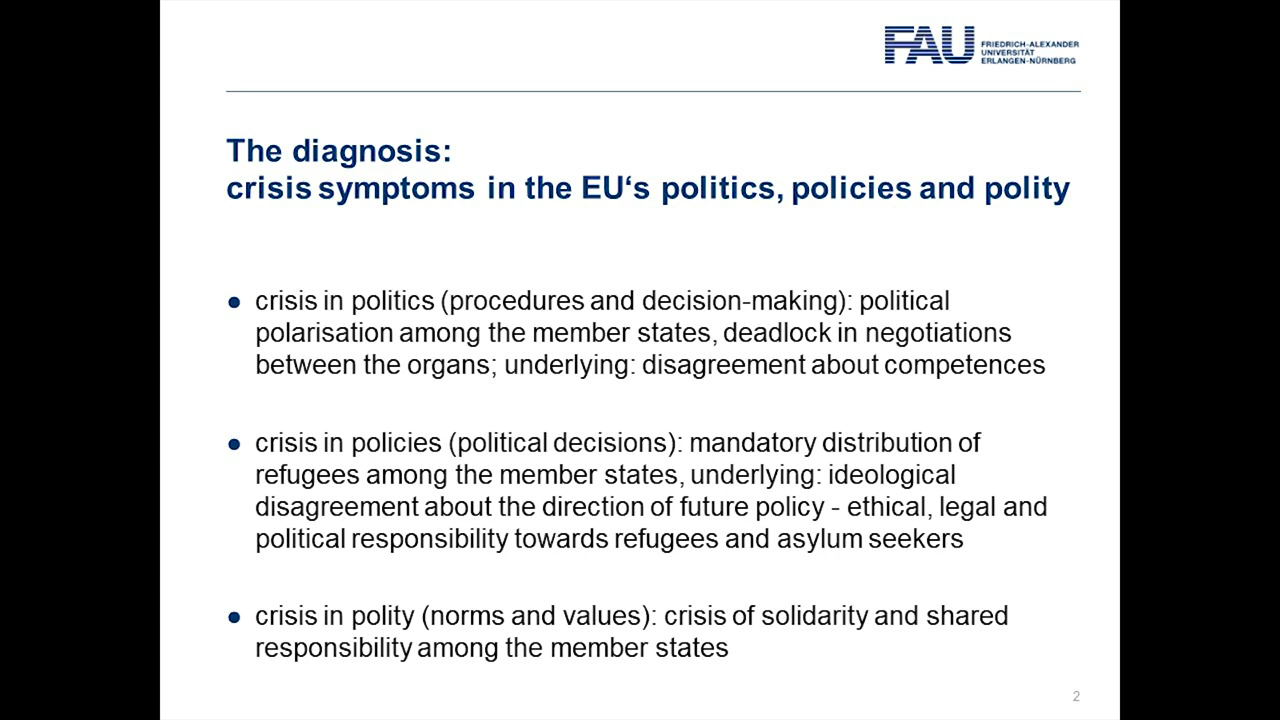 FAU
FRIEDRICH-ALEXANDER
UNIVERSITÄT
ERLANGEN-NÜRNBERG
The diagnosis:
crisis symptoms in the EU‘s politics, policies and polity
● crisis in politics (procedures and decision-making): political
polarisation among the member states, deadlock in negotiations
between the organs; underlying: disagreement about competences
● crisis in policies (political decisions): mandatory distribution of
refugees among the member states, underlying: ideological
disagreement about the direction of future policy - ethical, legal and
political responsibility towards refugees and asylum seekers
● crisis in polity (norms and values): crisis of solidarity and shared
responsibility among the member states
2